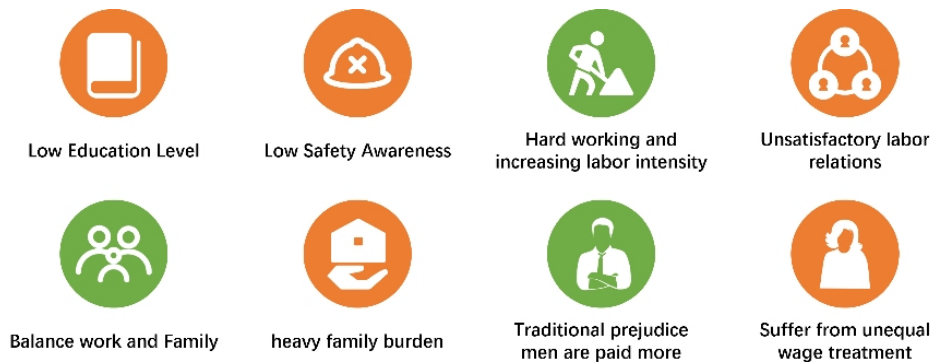 Low Education Level
Low Safety Awareness
Hard working and
increasing labor intensity
Unsatisfactory labor
relations
Balance work and Family
heavy family burden
Traditional prejudice
men are paid more
Suffer from unequal
wage treatment